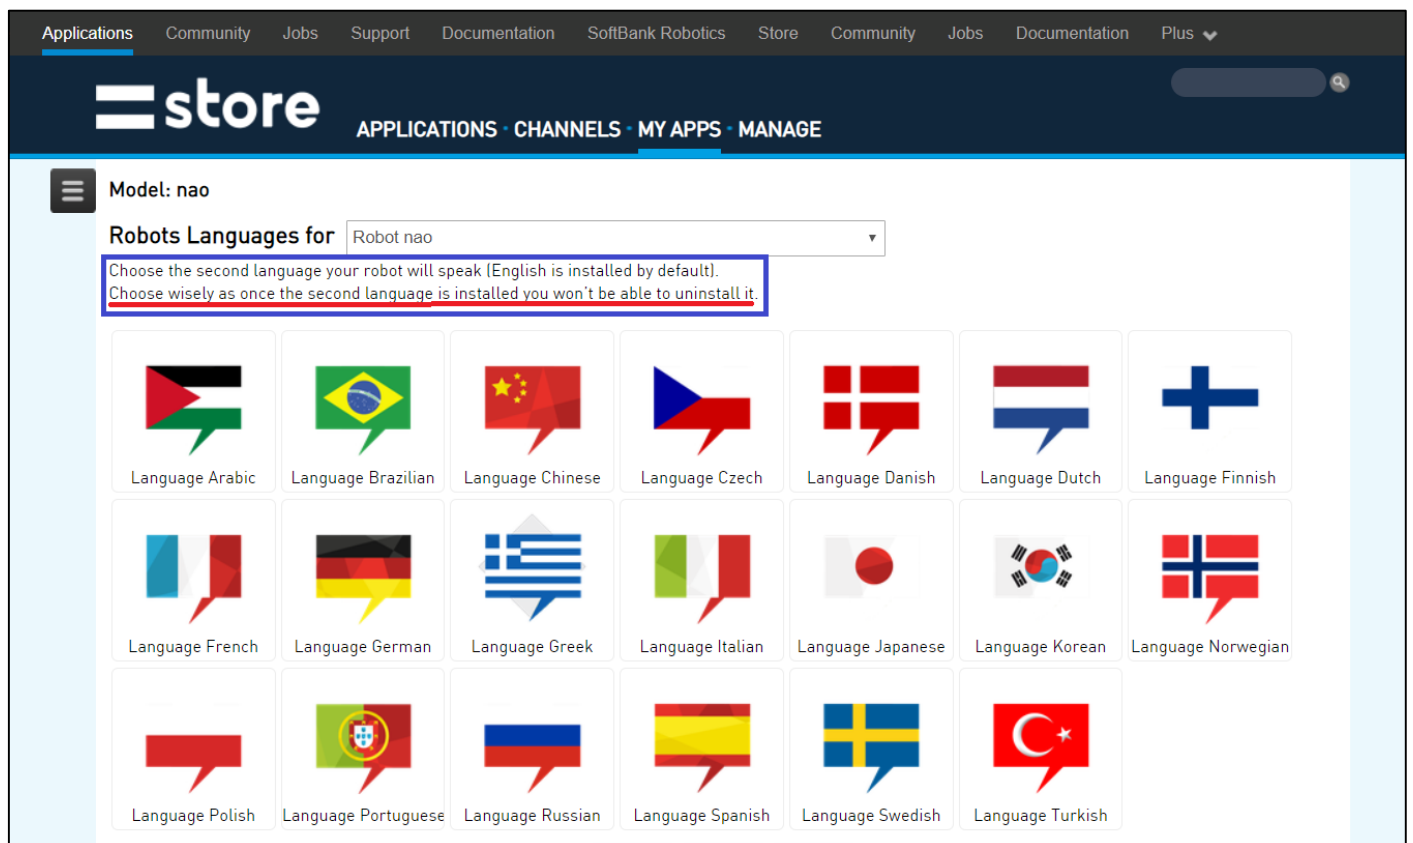 Applications Community Jobs Support Documentation SoftBank Robotics Store Community Jobs Documentation Plus
store
APPLICATIONS · CHANNELS · MY APPS · MANAGE
Model: nao
Robots Languages for Robot nao
Choose the second language your robot will speak (English is installed by default).
Choose wisely as once the second language is installed you won't be able to uninstall it.
Language Arabic Language Brazilian Language Chinese Language Czech Language Danish Language Dutch Language Finnish
Language French Language German Language Greek Language Italian Language Japanese Language Korean Language Norwegian
Language Polish Language Portuguese Language Russian Language Spanish Language Swedish Language Turkish